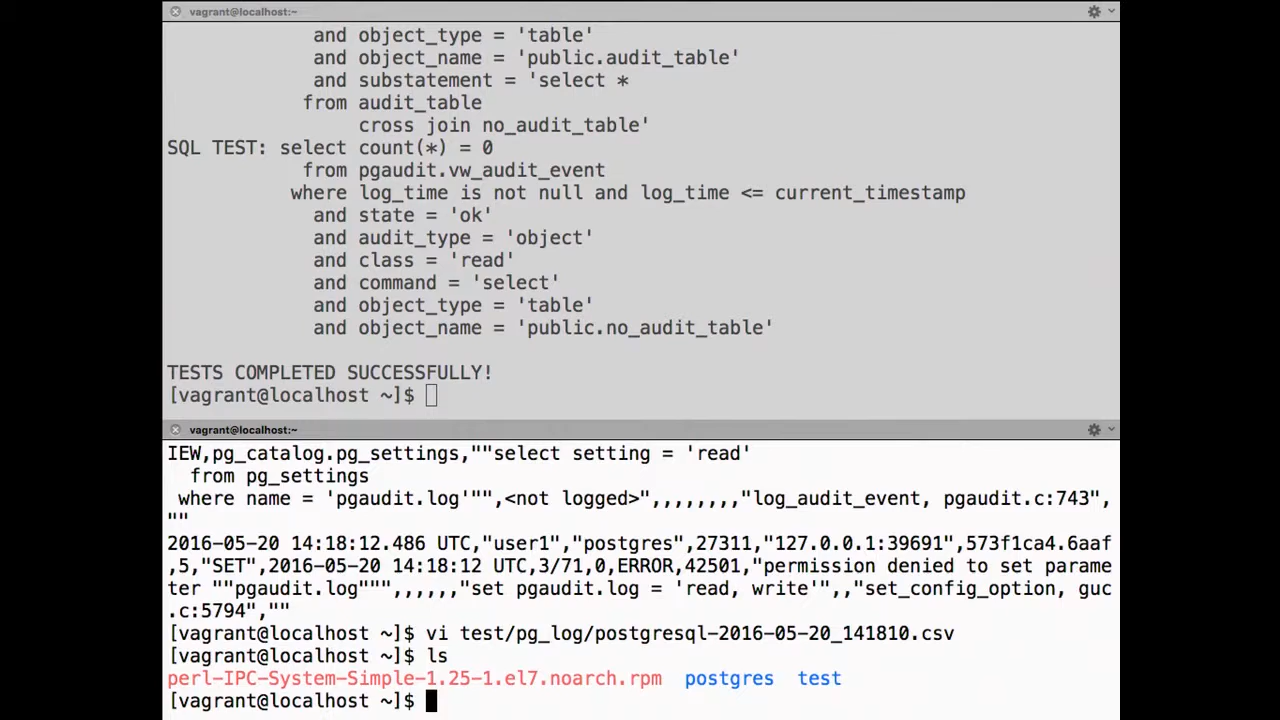 vagrant@localhost:~
and object_type = 'table'
and object_name = 'public.audit_table'
and substatement = 'select *
from audit_table
cross join no_audit_table'
SQL TEST: select count(*) = 0
from pgaudit.vw_audit_event
where log_time is not null and log_time <= current_timestamp
and state = 'ok'
and audit_type = 'object'
and class = 'read'
and command = 'select'
and object_type = 'table'
and object_name = 'public.no_audit_table'
TESTS COMPLETED SUCCESSFULLY!
[vagrant@localhost ~]$
vagrant@localhost:~
IEW,pg_catalog.pg_settings,""select setting = 'read'
from pg_settings
where name = 'pgaudit.log'"",<not logged>",,,,,,,,"log_audit_event, pgaudit.c:743",
""
2016-05-20 14:18:12.486 UTC,"user1","postgres",27311,"127.0.0.1:39691",573f1ca4.6aaf
,5,"SET",2016-05-20 14:18:12 UTC,3/71,0,ERROR,42501,"permission denied to set parame
ter ""pgaudit.log""",,,,,,"set pgaudit.log = 'read, write'",,"set_config_option, guc
.c:5794",""
[vagrant@localhost ~]$ vi test/pg_log/postgresql-2016-05-20_141810.csv
[vagrant@localhost ~]$ ls
perl-IPC-System-Simple-1.25-1.el7.noarch.rpm  postgres  test
[vagrant@localhost ~]$